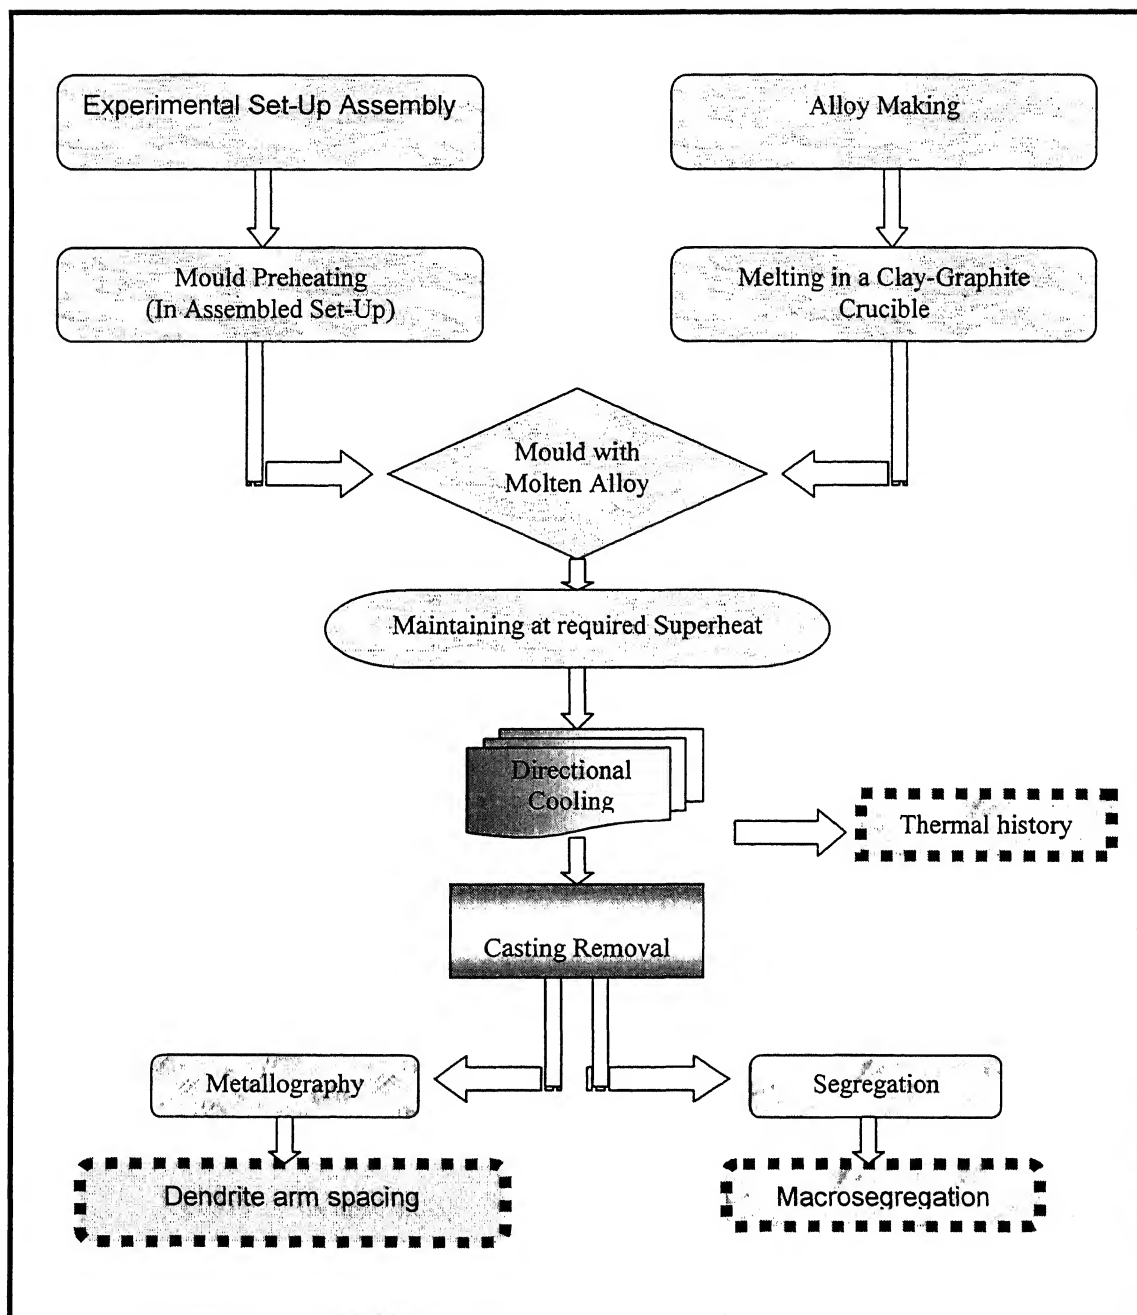 Experimental Set-Up Assembly
Alloy Making
Mould Preheating
(In Assembled Set-Up)
Melting in a Clay-Graphite
Crucible
Mould with
Molten Alloy
Maintaining at required Superheat
Directional
Cooling
Thermal history
Casting Removal
Metallography
Segregation
Dendrite arm spacing
Macrosegregation